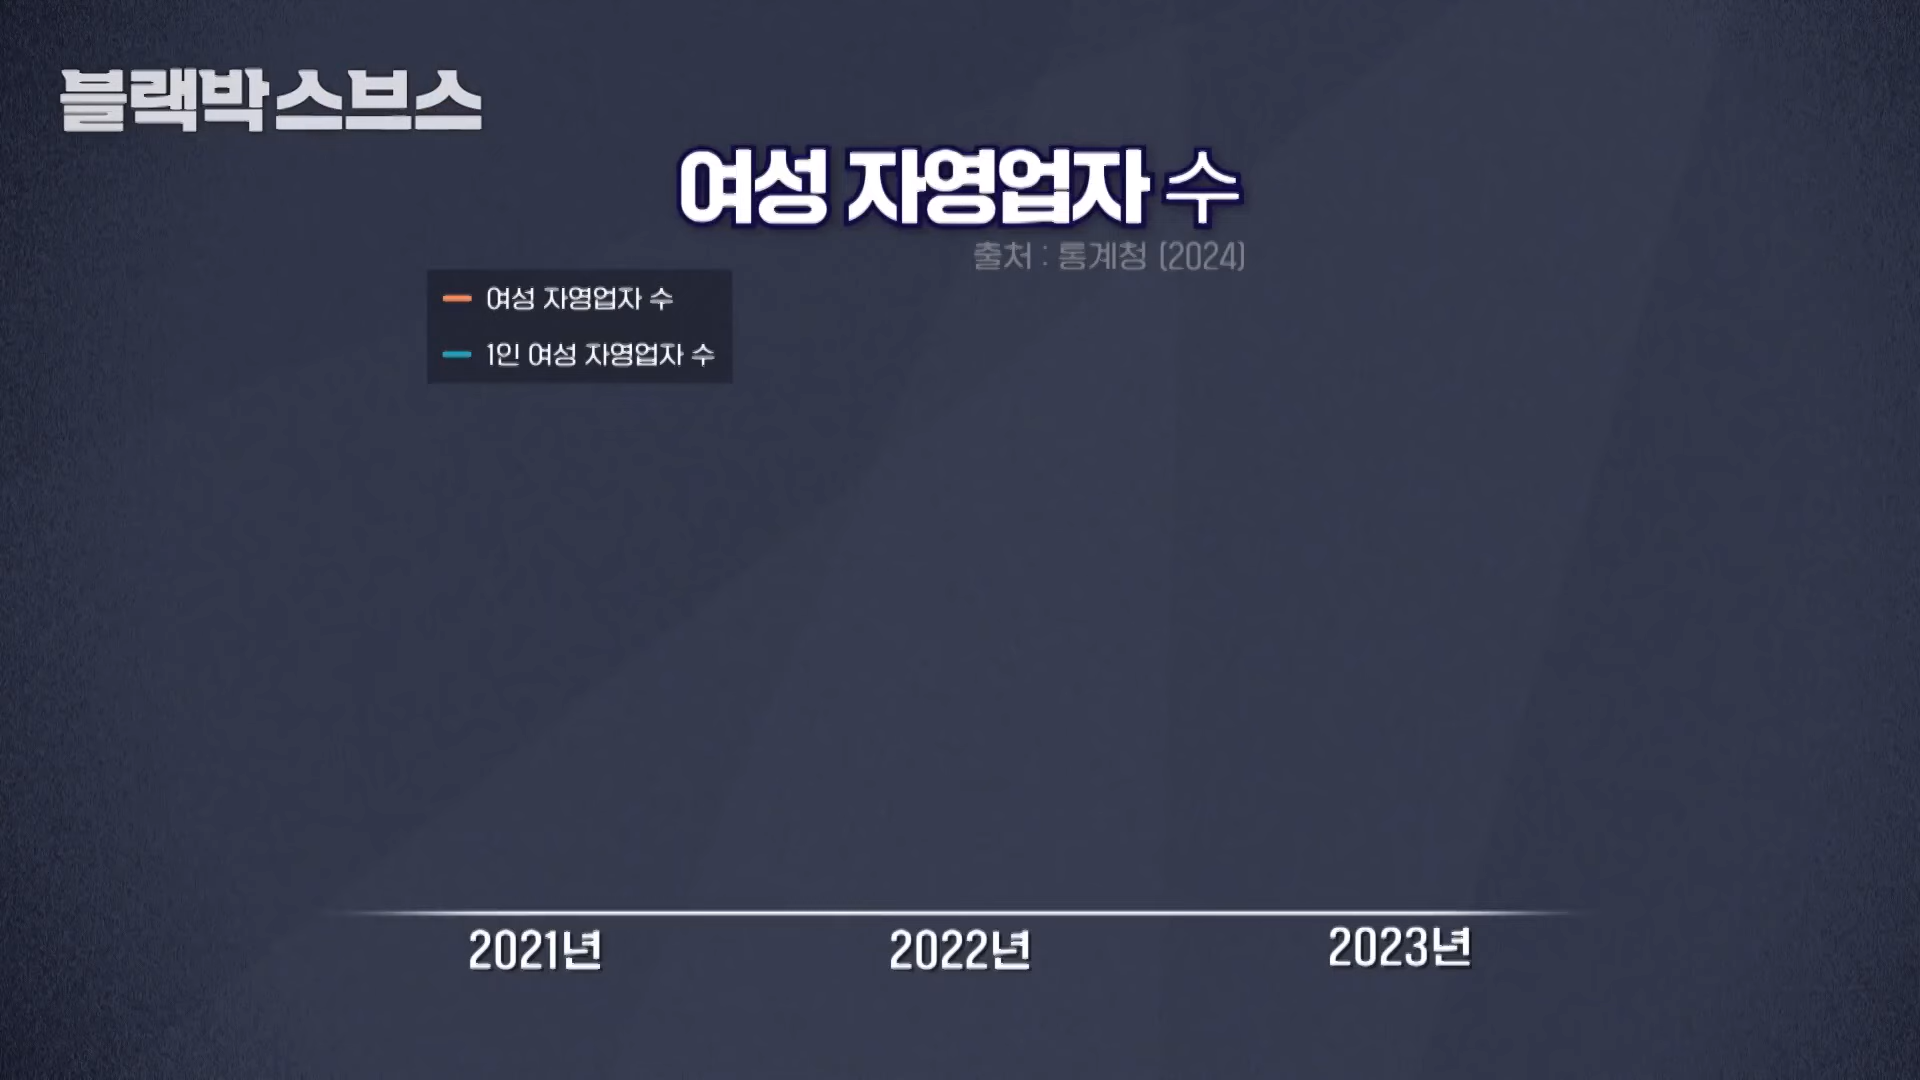 블랙박스브스
여성 자영업자 수
출처 : 통계청 (2024)
여성 자영업자 수
1인 여성 자영업자 수
2021년 2022년 2023년